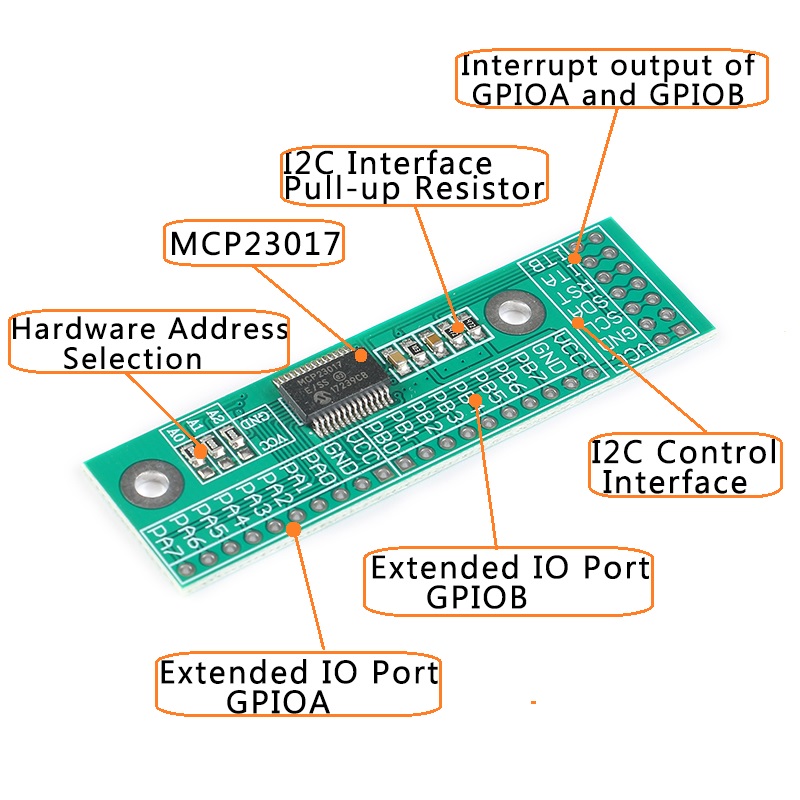 Interrupt output of
GPIOA and GPIOB
I2C Interface
Pull-up Resistor
MCP23017
Hardware Address
Selection
I2C Control
Interface
Extended IO Port
GPIOB
Extended IO Port
GPIOA
MCP23017
E/SS
17239C8
ITB
ITA
RST
SDA
SCL
GND
VCC
A0
A1
A2
GND
VCC
PA7
PA6
PA5
PA4
PA3
PA2
PA1
PA0
GND
VCC
PB0
PB1
PB2
PB3
PB4
PB5
PB6
PB7
GND
VCC